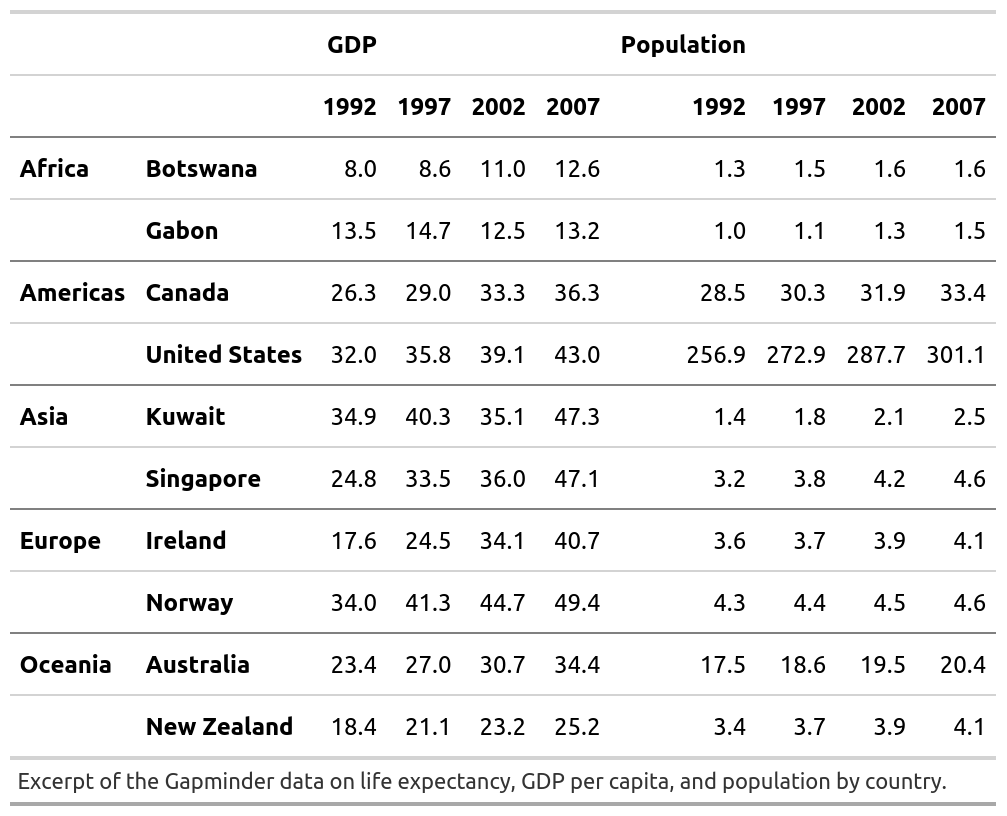 GDP Population
1992 1997 2002 2007 1992 1997 2002 2007
Africa Botswana 8.0 8.6 11.0 12.6 1.3 1.5 1.6 1.6
Gabon 13.5 14.7 12.5 13.2 1.0 1.1 1.3 1.5
Americas Canada 26.3 29.0 33.3 36.3 28.5 30.3 31.9 33.4
United States 32.0 35.8 39.1 43.0 256.9 272.9 287.7 301.1
Asia Kuwait 34.9 40.3 35.1 47.3 1.4 1.8 2.1 2.5
Singapore 24.8 33.5 36.0 47.1 3.2 3.8 4.2 4.6
Europe Ireland 17.6 24.5 34.1 40.7 3.6 3.7 3.9 4.1
Norway 34.0 41.3 44.7 49.4 4.3 4.4 4.5 4.6
Oceania Australia 23.4 27.0 30.7 34.4 17.5 18.6 19.5 20.4
New Zealand 18.4 21.1 23.2 25.2 3.4 3.7 3.9 4.1
Excerpt of the Gapminder data on life expectancy, GDP per capita, and population by country.